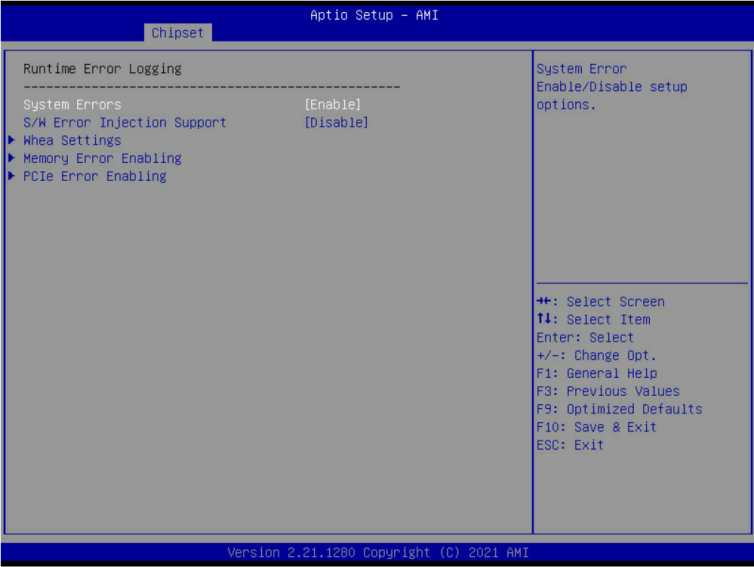 Aptio Setup – AMI
Chipset
Runtime Error Logging
--------------------------------------------------
System Errors [Enable]
S/W Error Injection Support [Disable]
Whea Settings
Memory Error Enabling
PCIe Error Enabling
System Error
Enable/Disable setup
options.
→←: Select Screen
↑↓: Select Item
Enter: Select
+/-: Change Opt.
F1: General Help
F3: Previous Values
F9: Optimized Defaults
F10: Save & Exit
ESC: Exit
Version 2.21.1280 Copyright (C) 2021 AMI